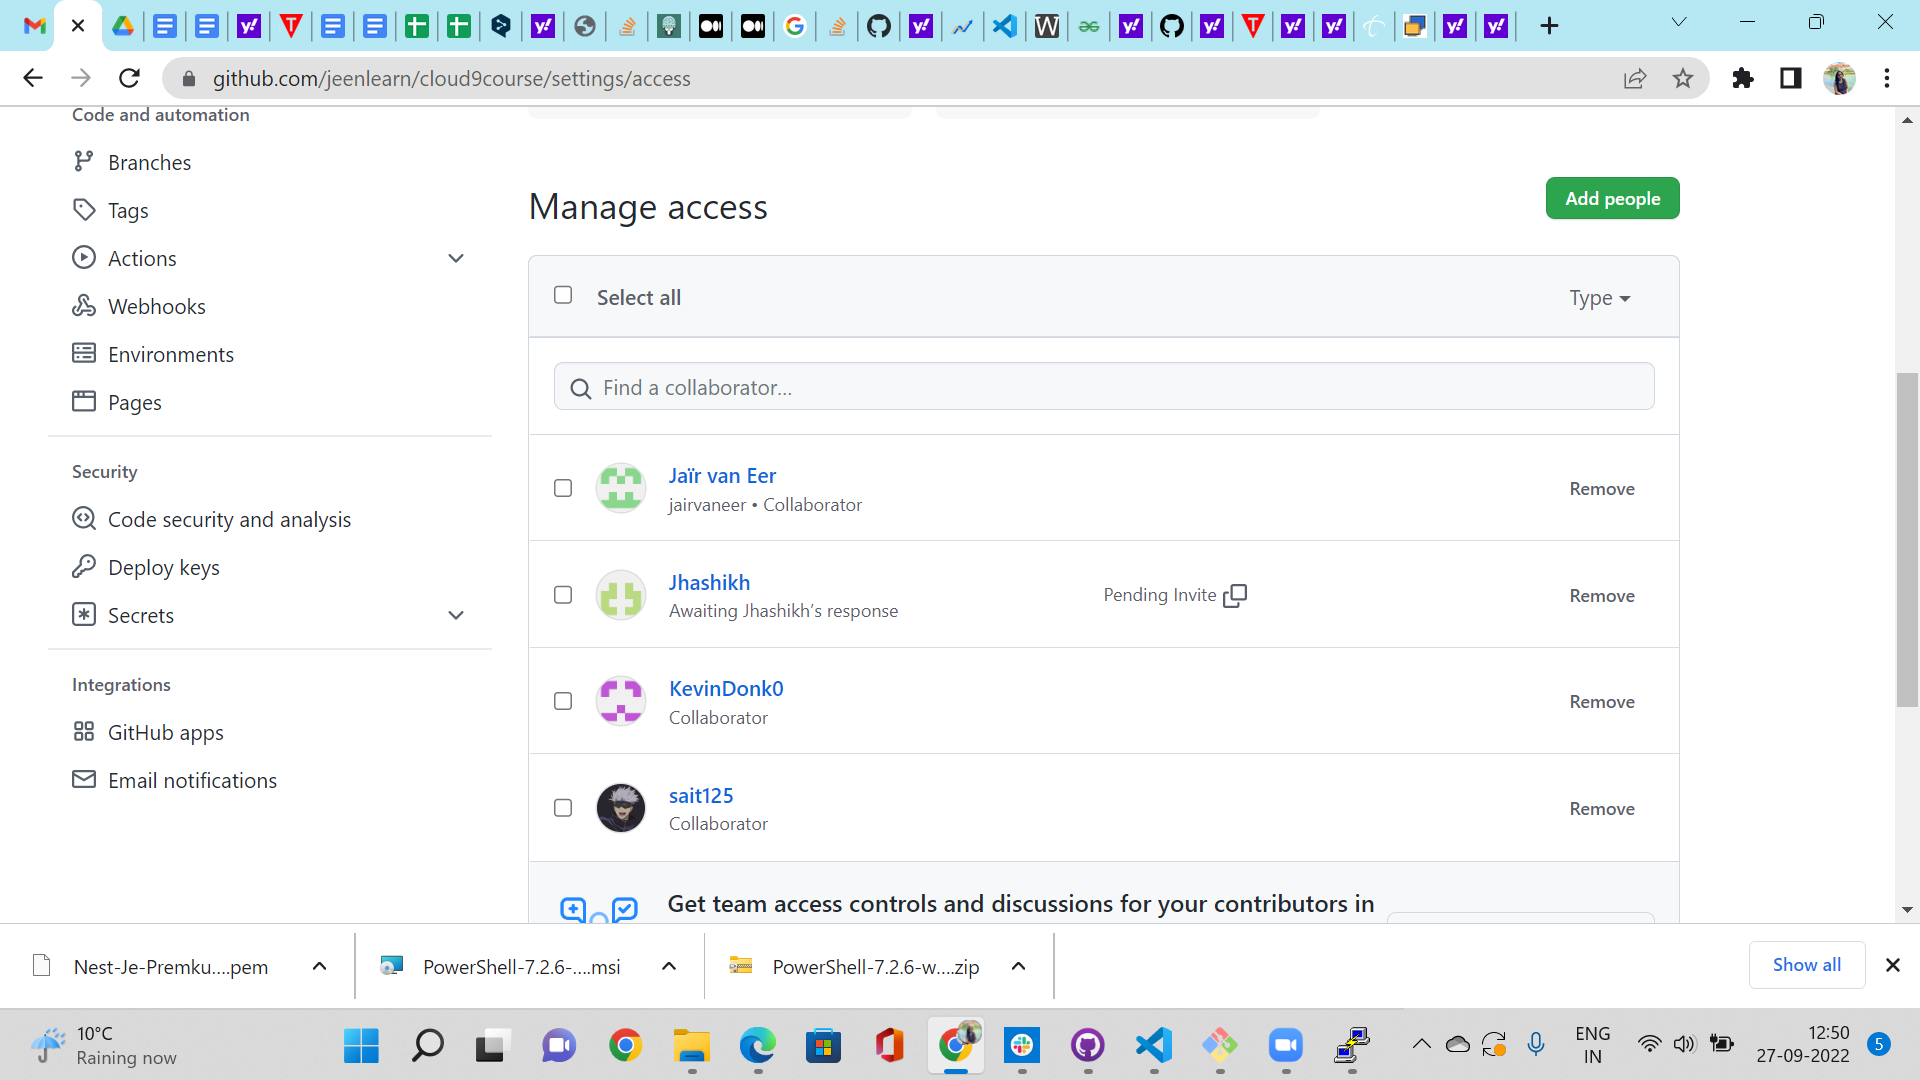 github.com/jeenlearn/cloud9course/settings/access
Code and automation
Branches
Tags
Actions
Webhooks
Environments
Pages
Security
Code security and analysis
Deploy keys
Secrets
Integrations
GitHub apps
Email notifications
Manage access
Add people
Select all
Type
Find a collaborator...
Jaïr van Eer
jairvaneer • Collaborator
Remove
Jhashikh
Awaiting Jhashikh’s response
Pending Invite
Remove
KevinDonk0
Collaborator
Remove
sait125
Collaborator
Remove
Get team access controls and discussions for your contributors in
Nest-Je-Premku....pem
PowerShell-7.2.6-....msi
PowerShell-7.2.6-w....zip
Show all
10°C
Raining now
ENG
IN
12:50
27-09-2022
5